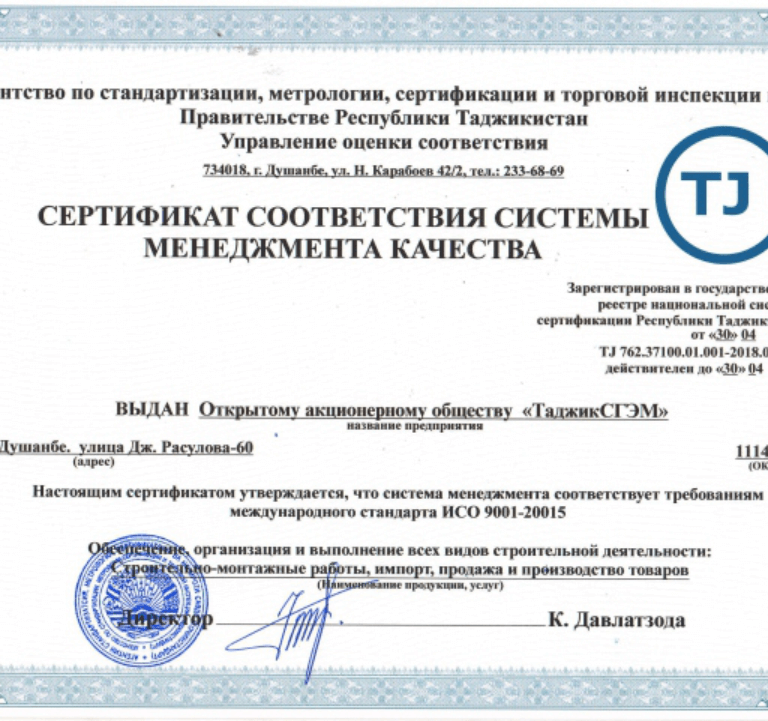 нтство по стандартизации, метрологии, сертификации и торговой инспекции
Правительстве Республики Таджикистан
Управление оценки соответствия
734018, г. Душанбе, ул. Н. Карабоев 42/2, тел.: 233-68-69
TJ
СЕРТИФИКАТ СООТВЕТСТВИЯ СИСТЕМЫ
МЕНЕДЖМЕНТА КАЧЕСТВА
Зарегистрирован в государстве
реестре национальной сис
сертификации Республики Таджик
от «30» 04
TJ 762.37100.01.001-2018.0
действителен до «30» 04
ВЫДАН Открытому акционерному обществу «ТаджикСГЭМ»
название предприятия
Душанбе. улица Дж. Расулова-60 1114
(адрес) (ОК
Настоящим сертификатом утверждается, что система менеджмента соответствует требованиям
международного стандарта ИСО 9001-20015
Обеспечение, организация и выполнение всех видов строительной деятельности:
Строительно-монтажные работы, импорт, продажа и производство товаров
(Наименование продукции, услуг)
Директор К. Давлатзода